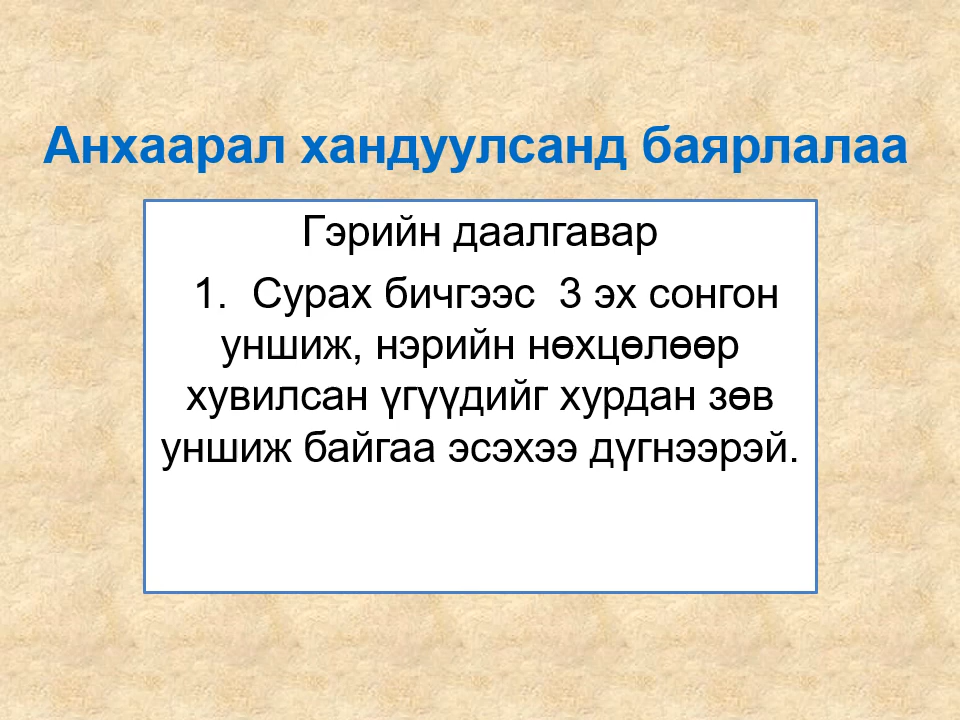 Анхаарал хандуулсанд баярлалаа
Гэрийн даалгавар
1.  Сурах бичгээс  3 эх сонгон
уншиж, нэрийн нөхцөлөөр
хувилсан үгүүдийг хурдан зөв
уншиж байгаа эсэхээ дүгнээрэй.